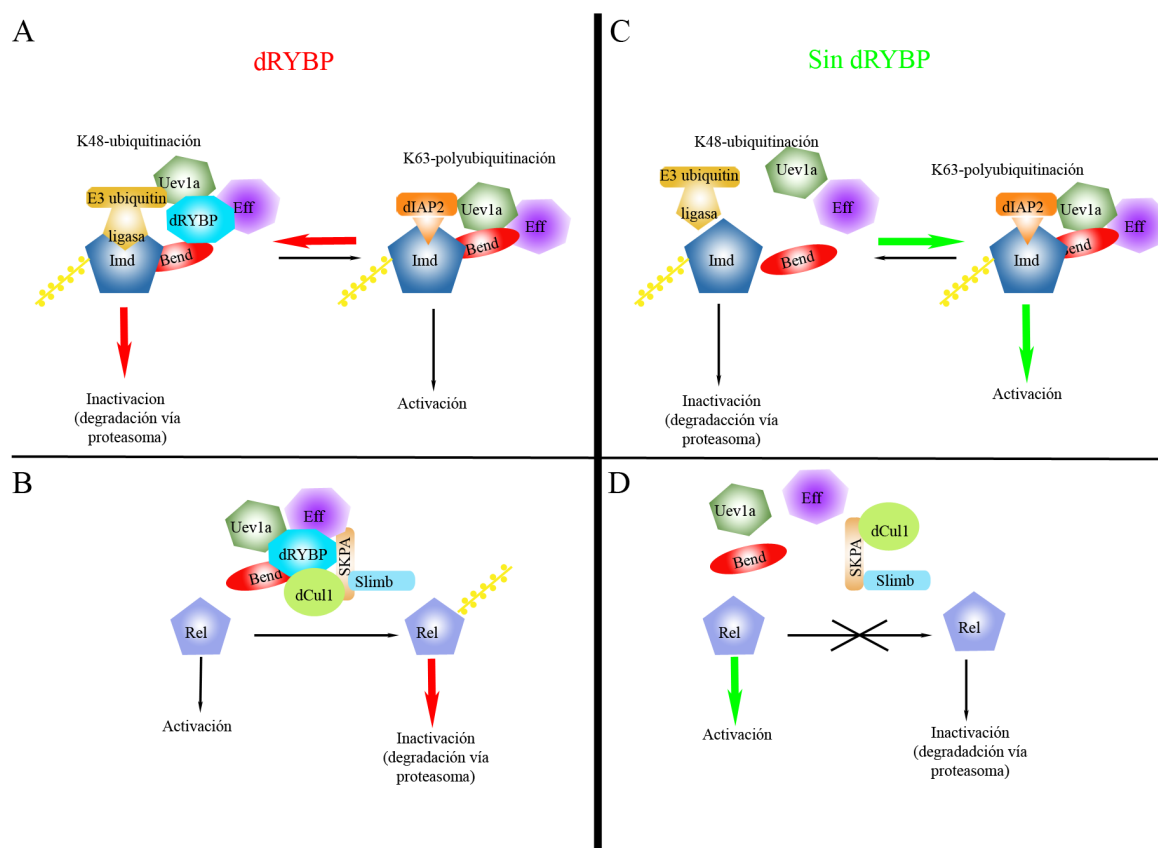 A
dRYBP
K48-ubiquitinación
Uev1a
E3 ubiquitin
dRYBP
Eff
ligasa
Imd
Bend
K63-polyubiquitinación
dIAP2
Uev1a
Eff
Bend
Imd
Inactivacion
(degradación vía
proteasoma)
Activación
C
Sin dRYBP
K48-ubiquitinación
Uev1a
E3 ubiquitin
Eff
ligasa
Imd
Bend
K63-polyubiquitinación
dIAP2
Uev1a
Eff
Bend
Imd
Inactivación
(degradacción vía
proteasoma)
Activación
B
Eff
Uev1a
dRYBP
SKPA
Bend
Slimb
dCul1
Rel
Rel
Activación
Inactivación
(degradación vía
proteasoma)
D
Eff
Uev1a
dCul1
SKPA
Bend
Slimb
Rel
Rel
Activación
Inactivación
(degradadción vía
proteasoma)